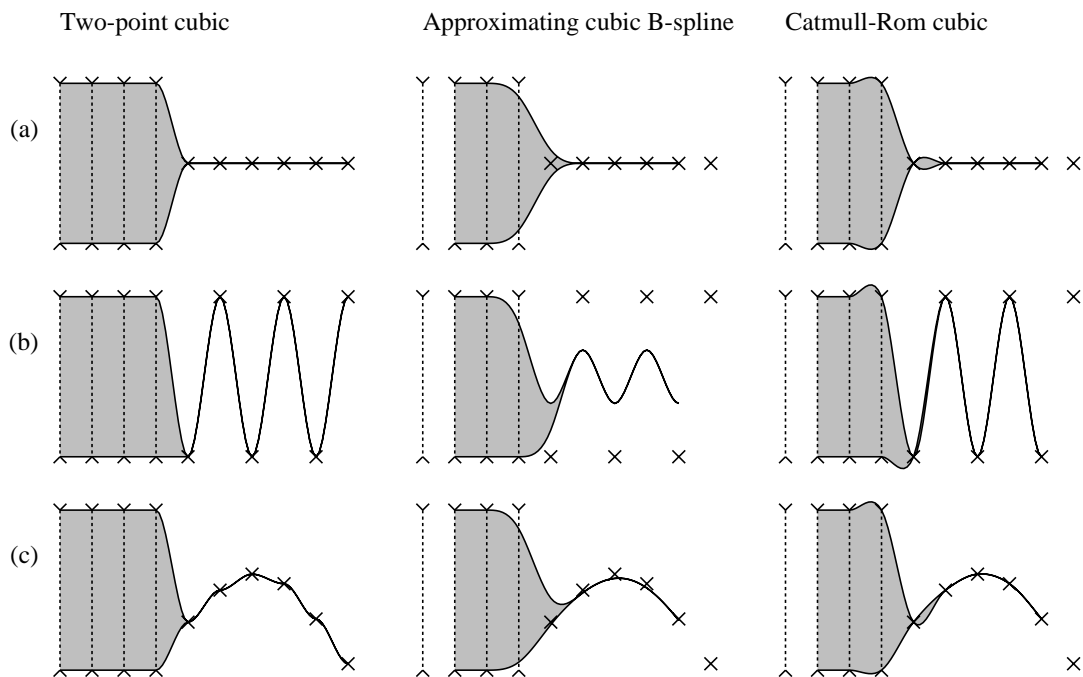 Two-point cubic
Approximating cubic B-spline
Catmull-Rom cubic
(a)
(b)
(c)